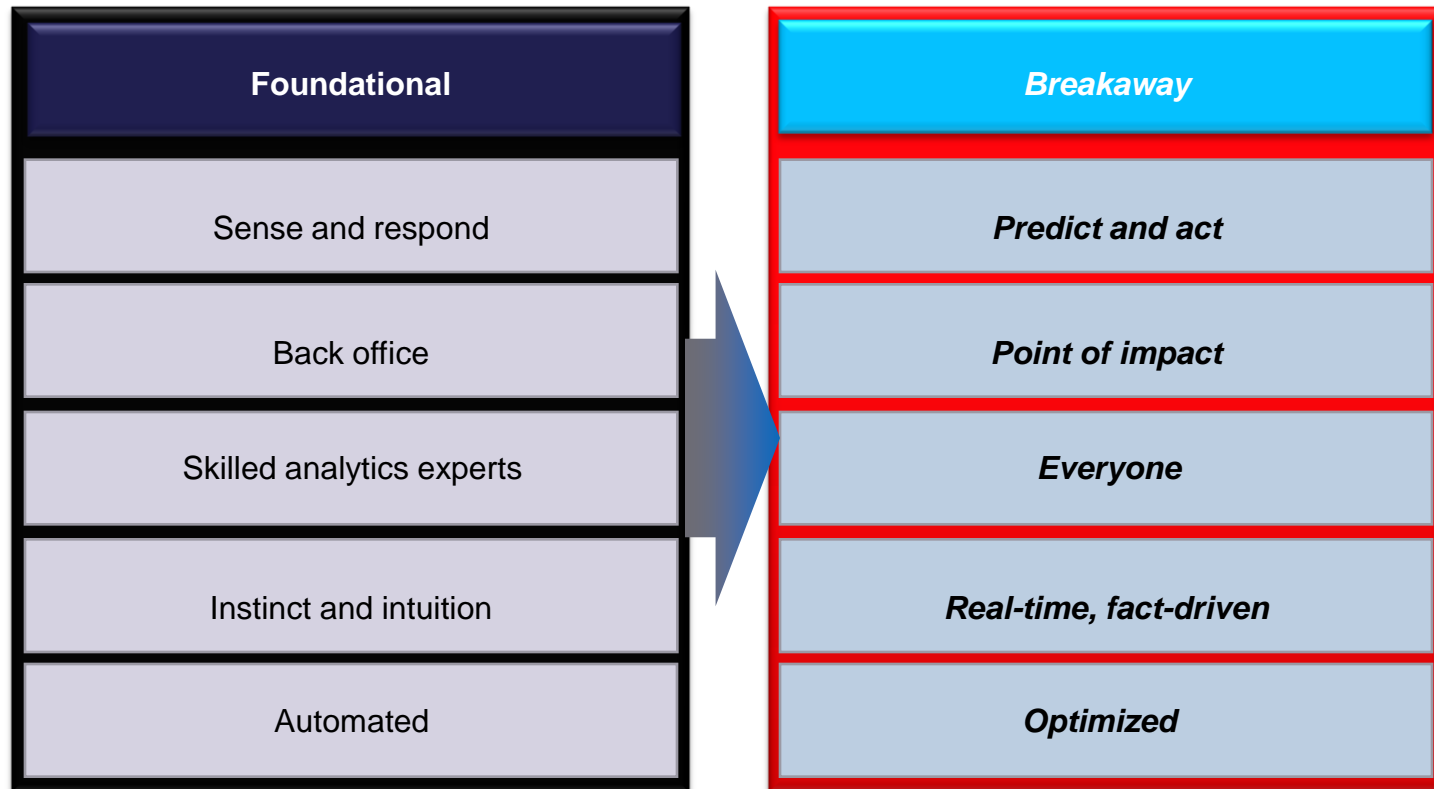 Foundational
Breakaway
Sense and respond
Predict and act
Back office
Point of impact
Skilled analytics experts
Everyone
Instinct and intuition
Real-time, fact-driven
Automated
Optimized